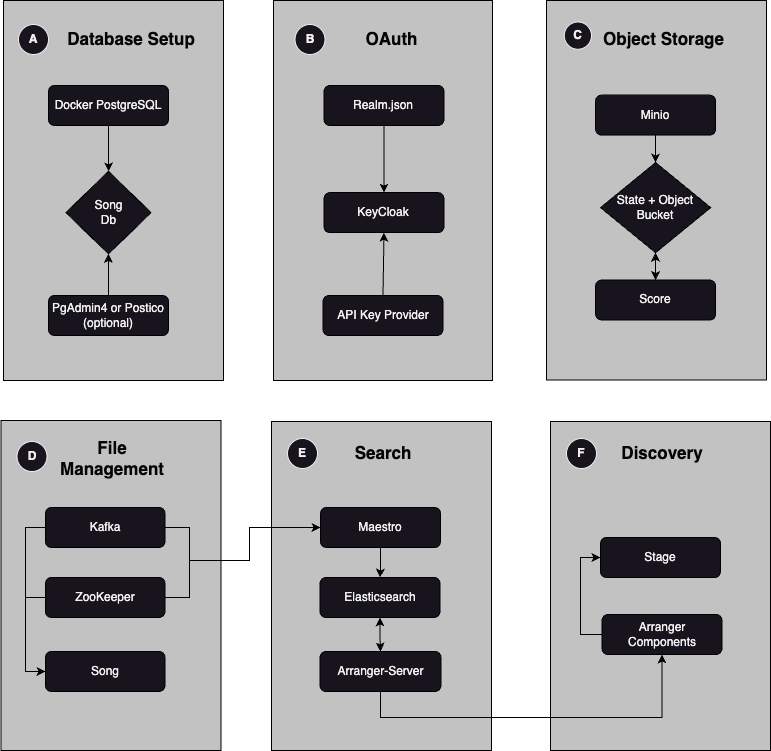 A
Database Setup
Docker PostgreSQL
Song
Db
PgAdmin4 or Postico
(optional)
B
OAuth
Realm.json
KeyCloak
API Key Provider
C
Object Storage
Minio
State + Object
Bucket
Score
D
File
Management
Kafka
ZooKeeper
Song
E
Search
Maestro
Elasticsearch
Arranger-Server
F
Discovery
Stage
Arranger
Components